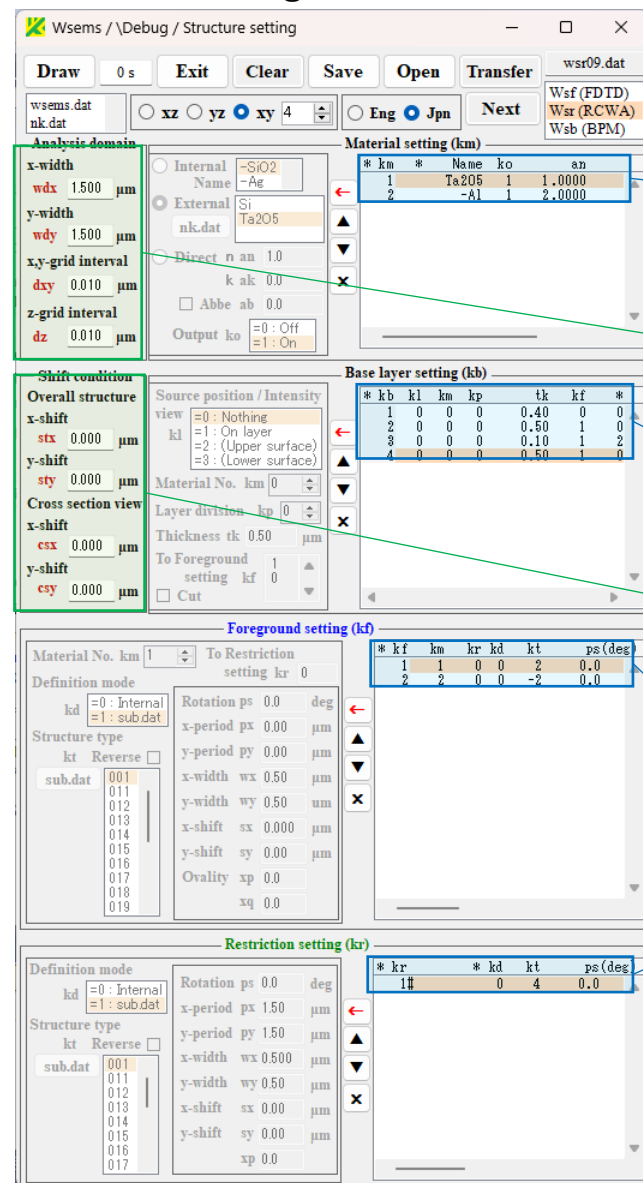 Wsems / \Debug / Structure setting
Draw 0 s Exit Clear Save Open Transfer wsr09.dat
wsems.dat
nk.dat
xz yz xy 4 Eng Jpn Next
Wsf (FDTD)
Wsr (RCWA)
Wsb (BPM)
Analysis domain
x-width
wdx 1.500 μm
y-width
wdy 1.500 μm
x,y-grid interval
dxy 0.010 μm
z-grid interval
dz 0.010 μm
Internal Name
-SiO2
-Ag
External
nk.dat
Si
Ta2O5
Direct n an 1.0
k ak 0.0
Abbe ab 0.0
Output ko
=0 : Off
=1 : On
Material setting (km)
* km * Name ko an
1 Ta2O5 1 1.0000
2 -Al 1 2.0000
Shift condition
Overall structure
x-shift
stx 0.000 μm
y-shift
sty 0.000 μm
Cross section view
x-shift
csx 0.000 μm
y-shift
csy 0.000 μm
Source position / Intensity
view
kl
=0 : Nothing
=1 : On layer
=2 : (Upper surface)
=3 : (Lower surface)
Material No. km 0
Layer division kp 0
Thickness tk 0.50 μm
To Foreground 1
setting kf 0
Cut
Base layer setting (kb)
* kb kl km kp tk kf *
1 0 0 0 0.40 0 0
2 0 0 0 0.50 1 0
3 0 0 0 0.10 1 2
4 0 0 0 0.50 1 0
Foreground setting (kf)
Material No. km 1 To Restriction
setting kr 0
Definition mode
kd
=0 : Internal
=1 : sub.dat
Structure type
kt Reverse
sub.dat
001
011
012
013
014
015
016
017
018
019
Rotation ps 0.0 deg
x-period px 0.00 μm
y-period py 0.00 μm
x-width wx 0.50 μm
y-width wy 0.50 um
x-shift sx 0.000 μm
y-shift sy 0.00 μm
Ovality xp 0.0
xq 0.0
* kf km kr kd kt ps(deg)
1 1 0 0 2 0.0
2 2 0 0 -2 0.0
Restriction setting (kr)
Definition mode
kd
=0 : Internal
=1 : sub.dat
Structure type
kt Reverse
sub.dat
001
011
012
013
014
015
016
017
Rotation ps 0.0 deg
x-period px 1.50 μm
y-period py 1.50 μm
x-width wx 0.500 μm
y-width wy 0.50 μm
x-shift sx 0.00 μm
y-shift sy 0.00 μm
xp 0.0
* kr * kd kt ps(deg)
1# 0 4 0.0